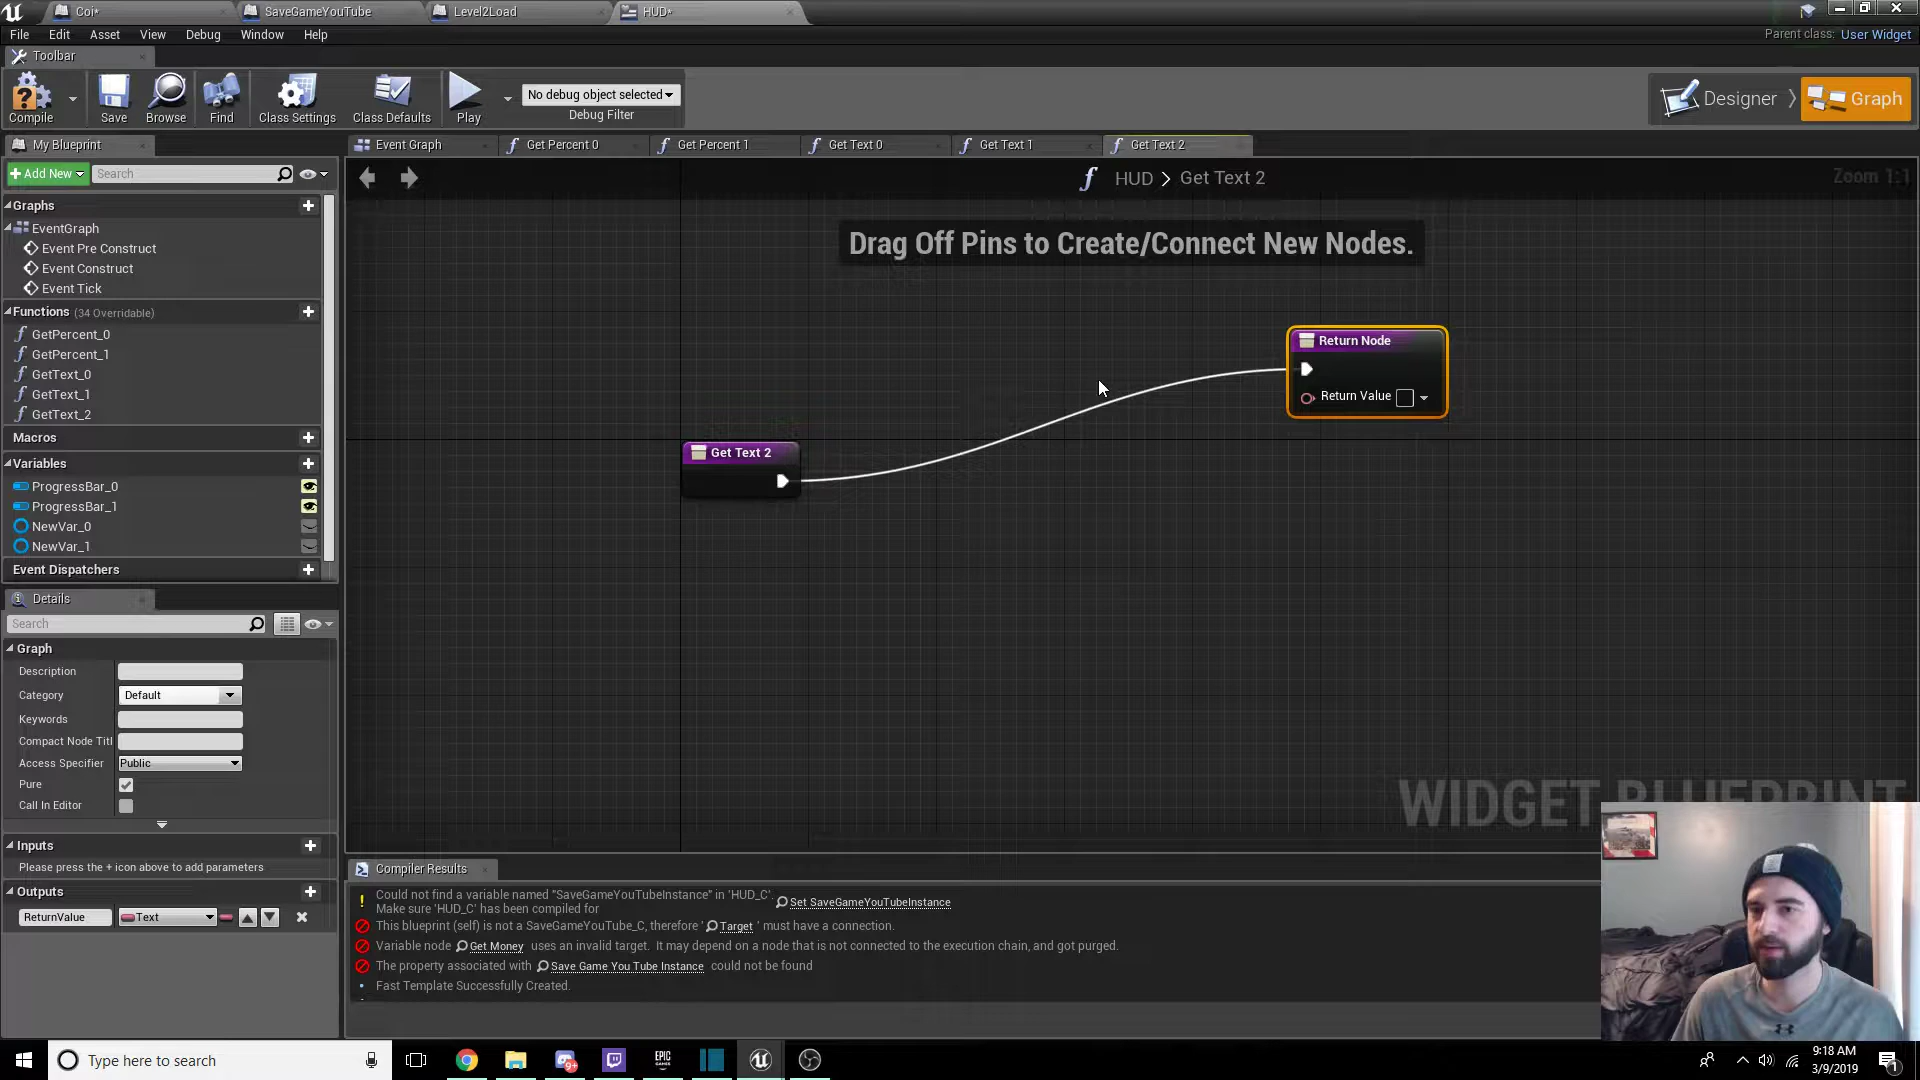 Coi*
SaveGameYouTube
Level2Load
HUD*
File
Edit
Asset
View
Debug
Window
Help
Parent class: User Widget
Toolbar
Compile
Save
Browse
Find
Class Settings
Class Defaults
Play
No debug object selected
Debug Filter
Designer
Graph
My Blueprint
Event Graph
Get Percent 0
Get Percent 1
Get Text 0
Get Text 1
Get Text 2
Add New
Search
HUD > Get Text 2
Zoom 1:1
Graphs
EventGraph
Event Pre Construct
Event Construct
Event Tick
Functions (34 Overridable)
GetPercent_0
GetPercent_1
GetText_0
GetText_1
GetText_2
Macros
Variables
ProgressBar_0
ProgressBar_1
NewVar_0
NewVar_1
Event Dispatchers
Drag Off Pins to Create/Connect New Nodes.
Return Node
Return Value
Get Text 2
WIDGET BLUEPRINT
Details
Search
Graph
Description
Category
Default
Keywords
Compact Node Titl
Access Specifier
Public
Pure
Call In Editor
Inputs
Please press the + icon above to add parameters
Outputs
ReturnValue
Text
Compiler Results
Could not find a variable named "SaveGameYouTubeInstance" in 'HUD_C'.
Make sure 'HUD_C' has been compiled for Set SaveGameYouTubeInstance
This blueprint (self) is not a SaveGameYouTube_C, therefore ' Target ' must have a connection.
Variable node Get Money uses an invalid target. It may depend on a node that is not connected to the execution chain, and got purged.
The property associated with Save Game You Tube Instance could not be found
Fast Template Successfully Created.
Type here to search
EPIC
GAMES
9:18 AM
3/9/2019